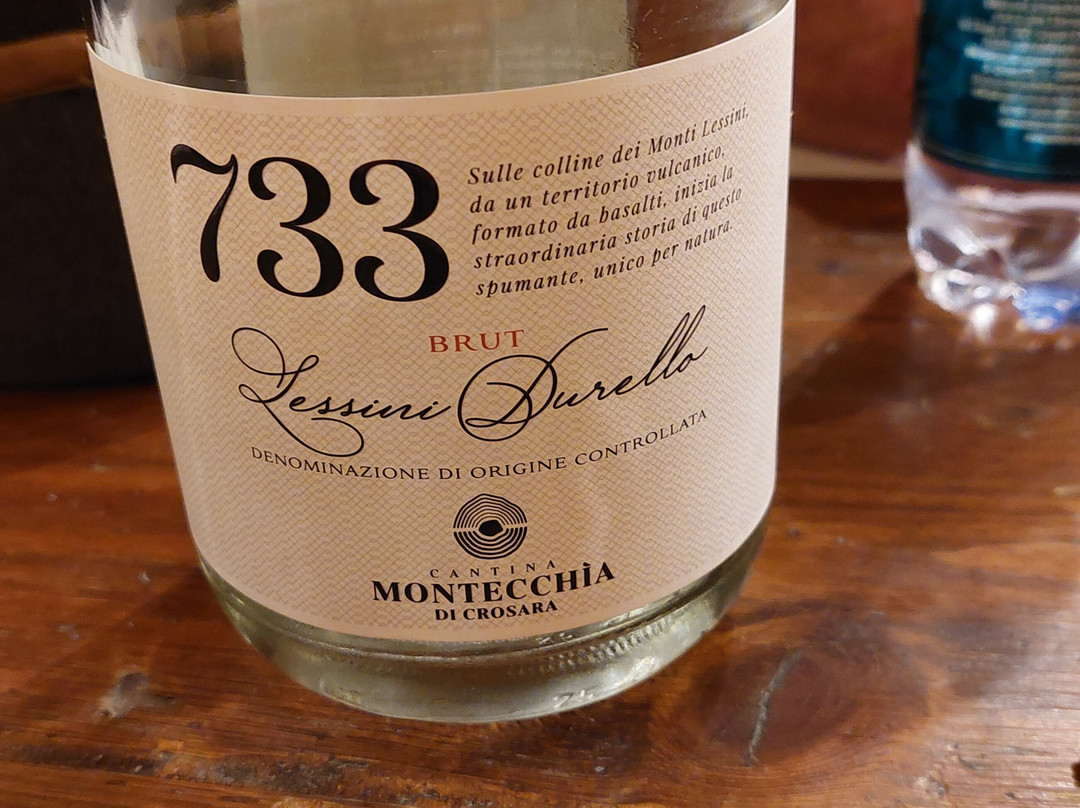 733
Sulle colline dei Monti Lessini,
da un territorio vulcanico,
formato da basalti, inizia la
straordinaria storia di questo
spumante, unico per natura.
BRUT
Lessini Durello
DENOMINAZIONE DI ORIGINE CONTROLLATA
CANTINA
MONTECCHÌA
DI CROSARA